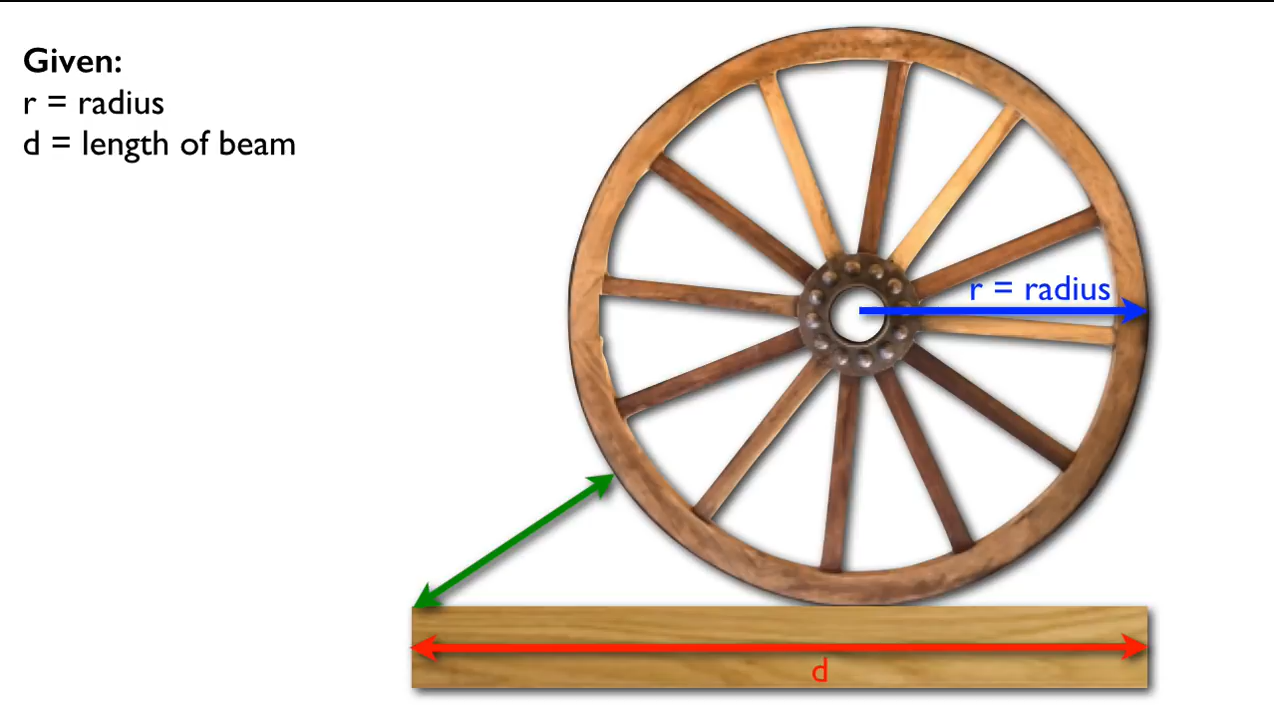 Given:
r = radius
d = length of beam
r = radius
d